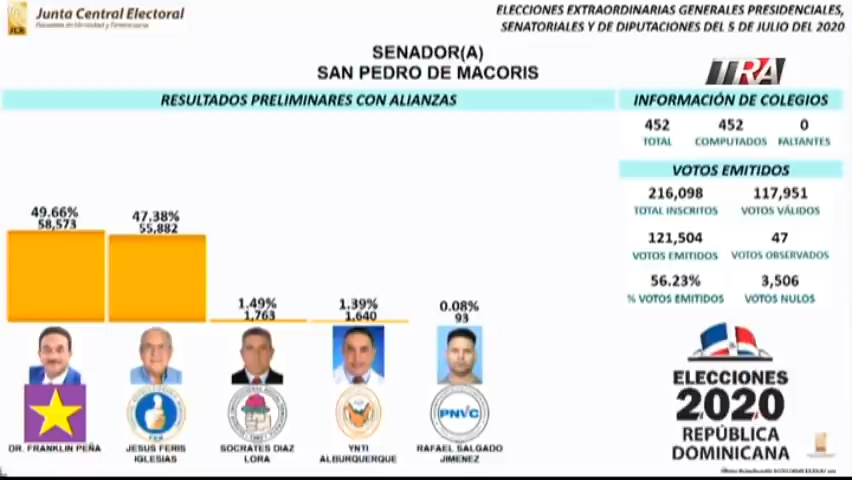 Junta Central Electoral
ELECCIONES EXTRAORDINARIAS GENERALES PRESIDENCIALES,
SENATORIALES Y DE DIPUTACIONES DEL 5 DE JULIO DEL 2020
SENADOR(A)
SAN PEDRO DE MACORIS
TRA
RESULTADOS PRELIMINARES CON ALIANZAS
INFORMACIÓN DE COLEGIOS
452 452 0
TOTAL COMPUTADOS FALTANTES
VOTOS EMITIDOS
216,098 117,951
TOTAL INSCRITOS VOTOS VÁLIDOS
121,504 47
VOTOS EMITIDOS VOTOS OBSERVADOS
56.23% 3,506
% VOTOS EMITIDOS VOTOS NULOS
49.66%
58,573
47.38%
55,882
1.49%
1,763
1.39%
1,640
0.08%
93
PNVC
DR. FRANKLIN PEÑA
JESUS FERIS
IGLESIAS
SOCRATES DIAZ
LORA
YNTI
ALBURQUERQUE
RAFAEL SALGADO
JIMENEZ
ELECCIONES
2020
REPÚBLICA
DOMINICANA